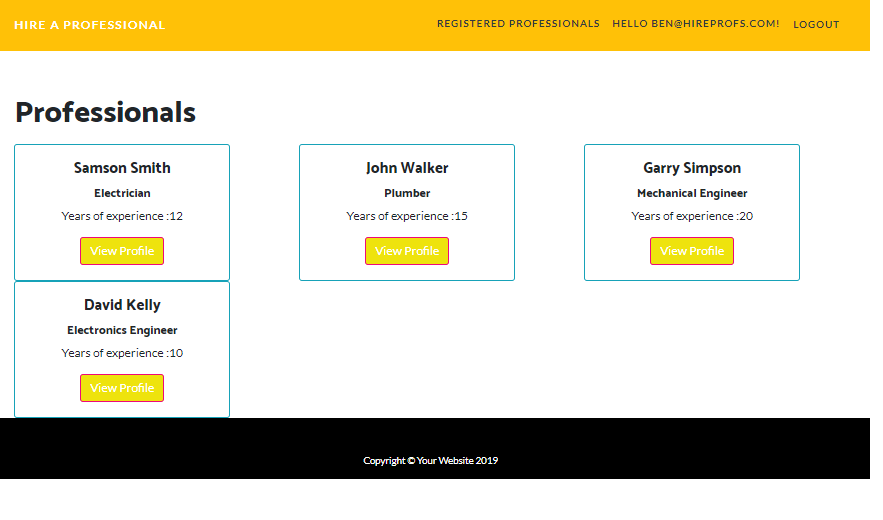 HIRE A PROFESSIONAL
REGISTERED PROFESSIONALS
HELLO BEN@HIREPROFS.COM!
LOGOUT
Professionals
Samson Smith
Electrician
Years of experience :12
View Profile
John Walker
Plumber
Years of experience :15
View Profile
Garry Simpson
Mechanical Engineer
Years of experience :20
View Profile
David Kelly
Electronics Engineer
Years of experience :10
View Profile
Copyright © Your Website 2019